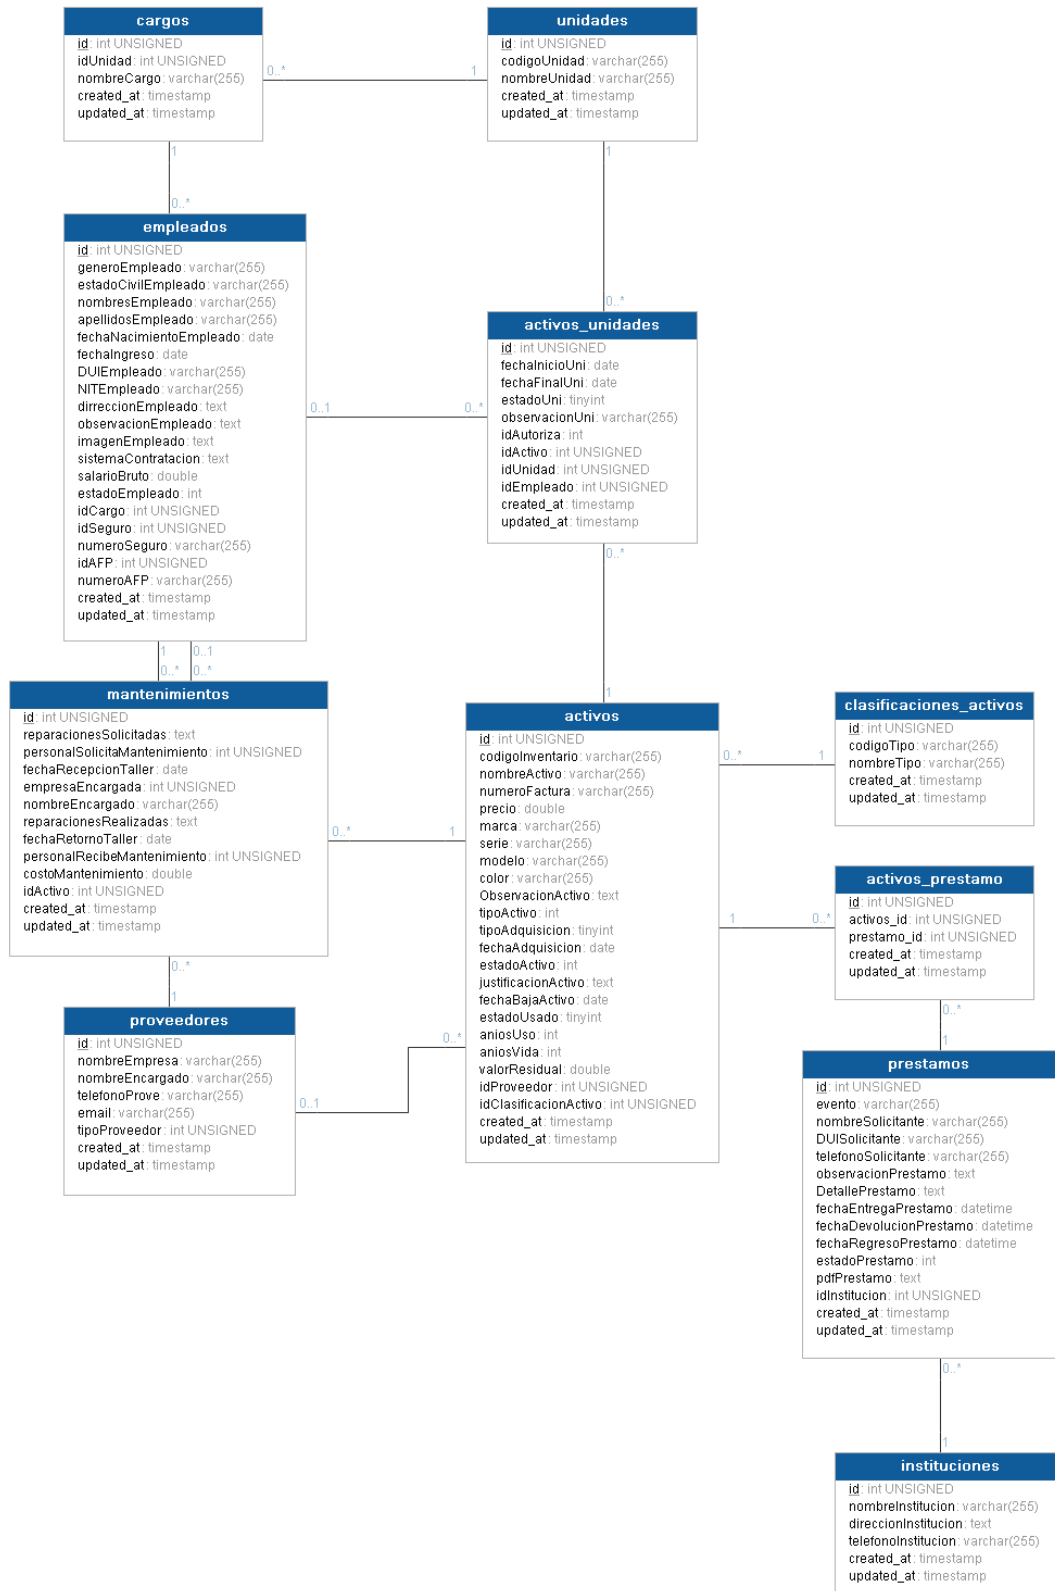 cargos
id: int UNSIGNED
idUnidad: int UNSIGNED
nombreCargo: varchar(255)
created_at: timestamp
updated_at: timestamp
0..*
1
unidades
id: int UNSIGNED
codigoUnidad: varchar(255)
nombreUnidad: varchar(255)
created_at: timestamp
updated_at: timestamp
1
0..*
1
0..*
empleados
id: int UNSIGNED
generoEmpleado: varchar(255)
estadoCivilEmpleado: varchar(255)
nombresEmpleado: varchar(255)
apellidosEmpleado: varchar(255)
fechaNacimientoEmpleado: date
fechaIngreso: date
DUIEmpleado: varchar(255)
NITEmpleado: varchar(255)
dirreccionEmpleado: text
observacionEmpleado: text
imagenEmpleado: text
sistemaContratacion: text
salarioBruto: double
estadoEmpleado: int
idCargo: int UNSIGNED
idSeguro: int UNSIGNED
numeroSeguro: varchar(255)
idAFP: int UNSIGNED
numeroAFP: varchar(255)
created_at: timestamp
updated_at: timestamp
0..1
0..*
activos_unidades
id: int UNSIGNED
fechaInicioUni: date
fechaFinalUni: date
estadoUni: tinyint
observacionUni: varchar(255)
idAutoriza: int
idActivo: int UNSIGNED
idUnidad: int UNSIGNED
idEmpleado: int UNSIGNED
created_at: timestamp
updated_at: timestamp
0..*
1
1
0..1
0..*
0..*
mantenimientos
id: int UNSIGNED
reparacionesSolicitadas: text
personalSolicitaMantenimiento: int UNSIGNED
fechaRecepcionTaller: date
empresaEncargada: int UNSIGNED
nombreEncargado: varchar(255)
reparacionesRealizadas: text
fechaRetornoTaller: date
personalRecibeMantenimiento: int UNSIGNED
costoMantenimiento: double
idActivo: int UNSIGNED
created_at: timestamp
updated_at: timestamp
0..*
1
0..*
1
activos
id: int UNSIGNED
codigoInventario: varchar(255)
nombreActivo: varchar(255)
numeroFactura: varchar(255)
precio: double
marca: varchar(255)
serie: varchar(255)
modelo: varchar(255)
color: varchar(255)
ObservacionActivo: text
tipoActivo: int
tipoAdquisicion: tinyint
fechaAdquisicion: date
estadoActivo: int
justificacionActivo: text
fechaBajaActivo: date
estadoUsado: tinyint
aniosUso: int
aniosVida: int
valorResidual: double
idProveedor: int UNSIGNED
idClasificacionActivo: int UNSIGNED
created_at: timestamp
updated_at: timestamp
0..*
1
clasificaciones_activos
id: int UNSIGNED
codigoTipo: varchar(255)
nombreTipo: varchar(255)
created_at: timestamp
updated_at: timestamp
1
0..*
activos_prestamo
id: int UNSIGNED
activos_id: int UNSIGNED
prestamo_id: int UNSIGNED
created_at: timestamp
updated_at: timestamp
0..*
1
proveedores
id: int UNSIGNED
nombreEmpresa: varchar(255)
nombreEncargado: varchar(255)
telefonoProve: varchar(255)
email: varchar(255)
tipoProveedor: int UNSIGNED
created_at: timestamp
updated_at: timestamp
0..1
0..*
prestamos
id: int UNSIGNED
evento: varchar(255)
nombreSolicitante: varchar(255)
DUISolicitante: varchar(255)
telefonoSolicitante: varchar(255)
observacionPrestamo: text
DetallePrestamo: text
fechaEntregaPrestamo: datetime
fechaDevolucionPrestamo: datetime
fechaRegresoPrestamo: datetime
estadoPrestamo: int
pdfPrestamo: text
idInstitucion: int UNSIGNED
created_at: timestamp
updated_at: timestamp
0..*
1
instituciones
id: int UNSIGNED
nombreInstitucion: varchar(255)
direccionInstitucion: text
telefonoInstitucion: varchar(255)
created_at: timestamp
updated_at: timestamp